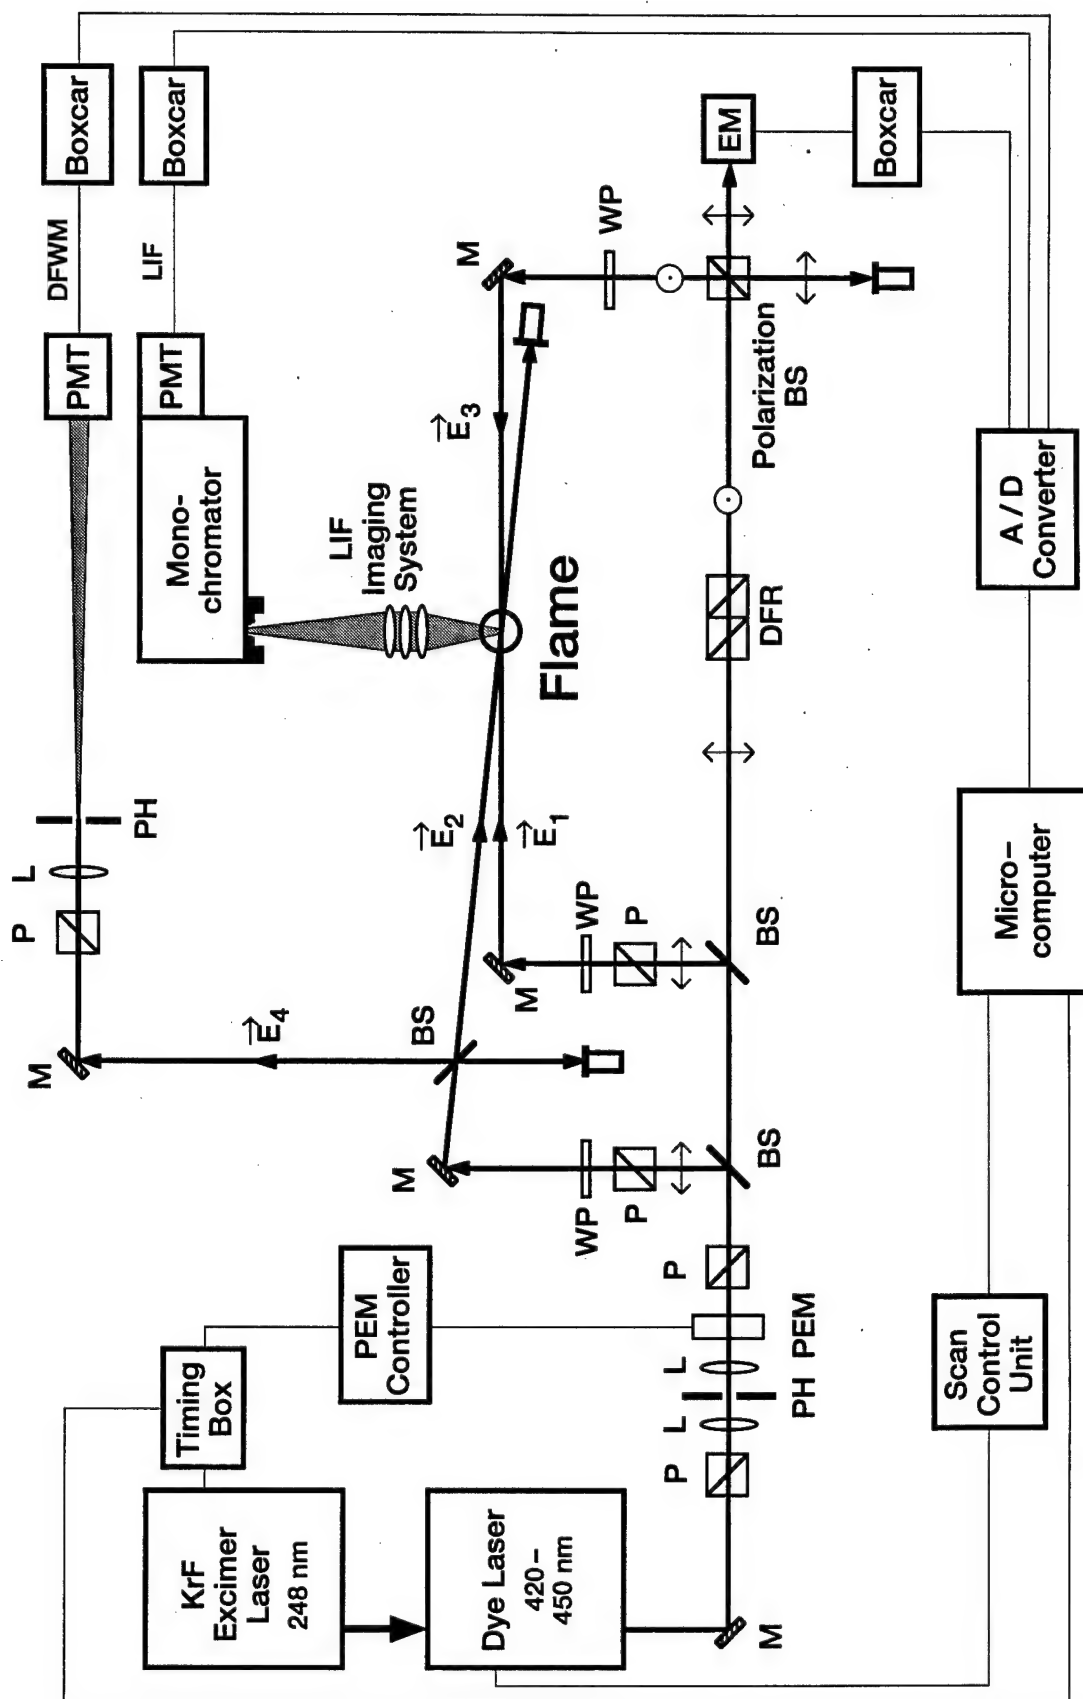 KrF
Excimer
Laser
248 nm
Timing
Box
PEM
Controller
Dye Laser
420–
450 nm
M
P
L
PH
L
PEM
P
BS
P
WP
M
BS
P
WP
M
BS
E₄
M
P
L
PH
E₂
E₁
Flame
LIF
Imaging
System
Mono-
chromator
PMT
LIF
Boxcar
PMT
DFWM
Boxcar
E₃
M
WP
DFR
Polarization
BS
EM
Boxcar
A / D
Converter
Micro–
computer
Scan
Control
Unit